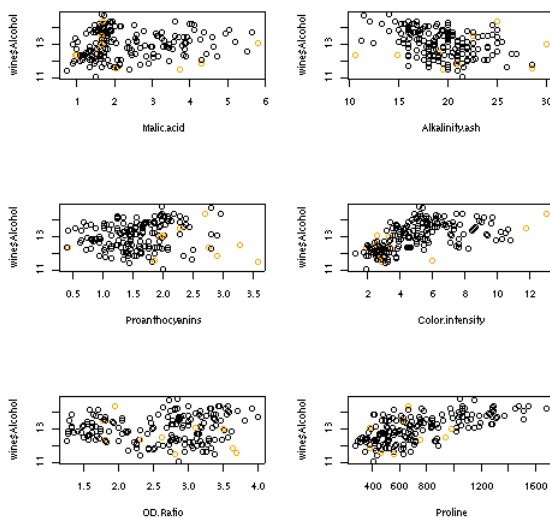 wine$Alcohol
13
11
1 2 3 4 5 6
Malic.acid
wine$Alcohol
13
11
10 15 20 25 30
Alkalinity.ash
wine$Alcohol
13
11
0.5 1.0 1.5 2.0 2.5 3.0 3.5
Proanthocyanins
wine$Alcohol
13
11
2 4 6 8 10 12
Color.intensity
wine$Alcohol
13
11
1.5 2.0 2.5 3.0 3.5 4.0
OD.Ratio
wine$Alcohol
13
11
400 800 1200 1600
Proline